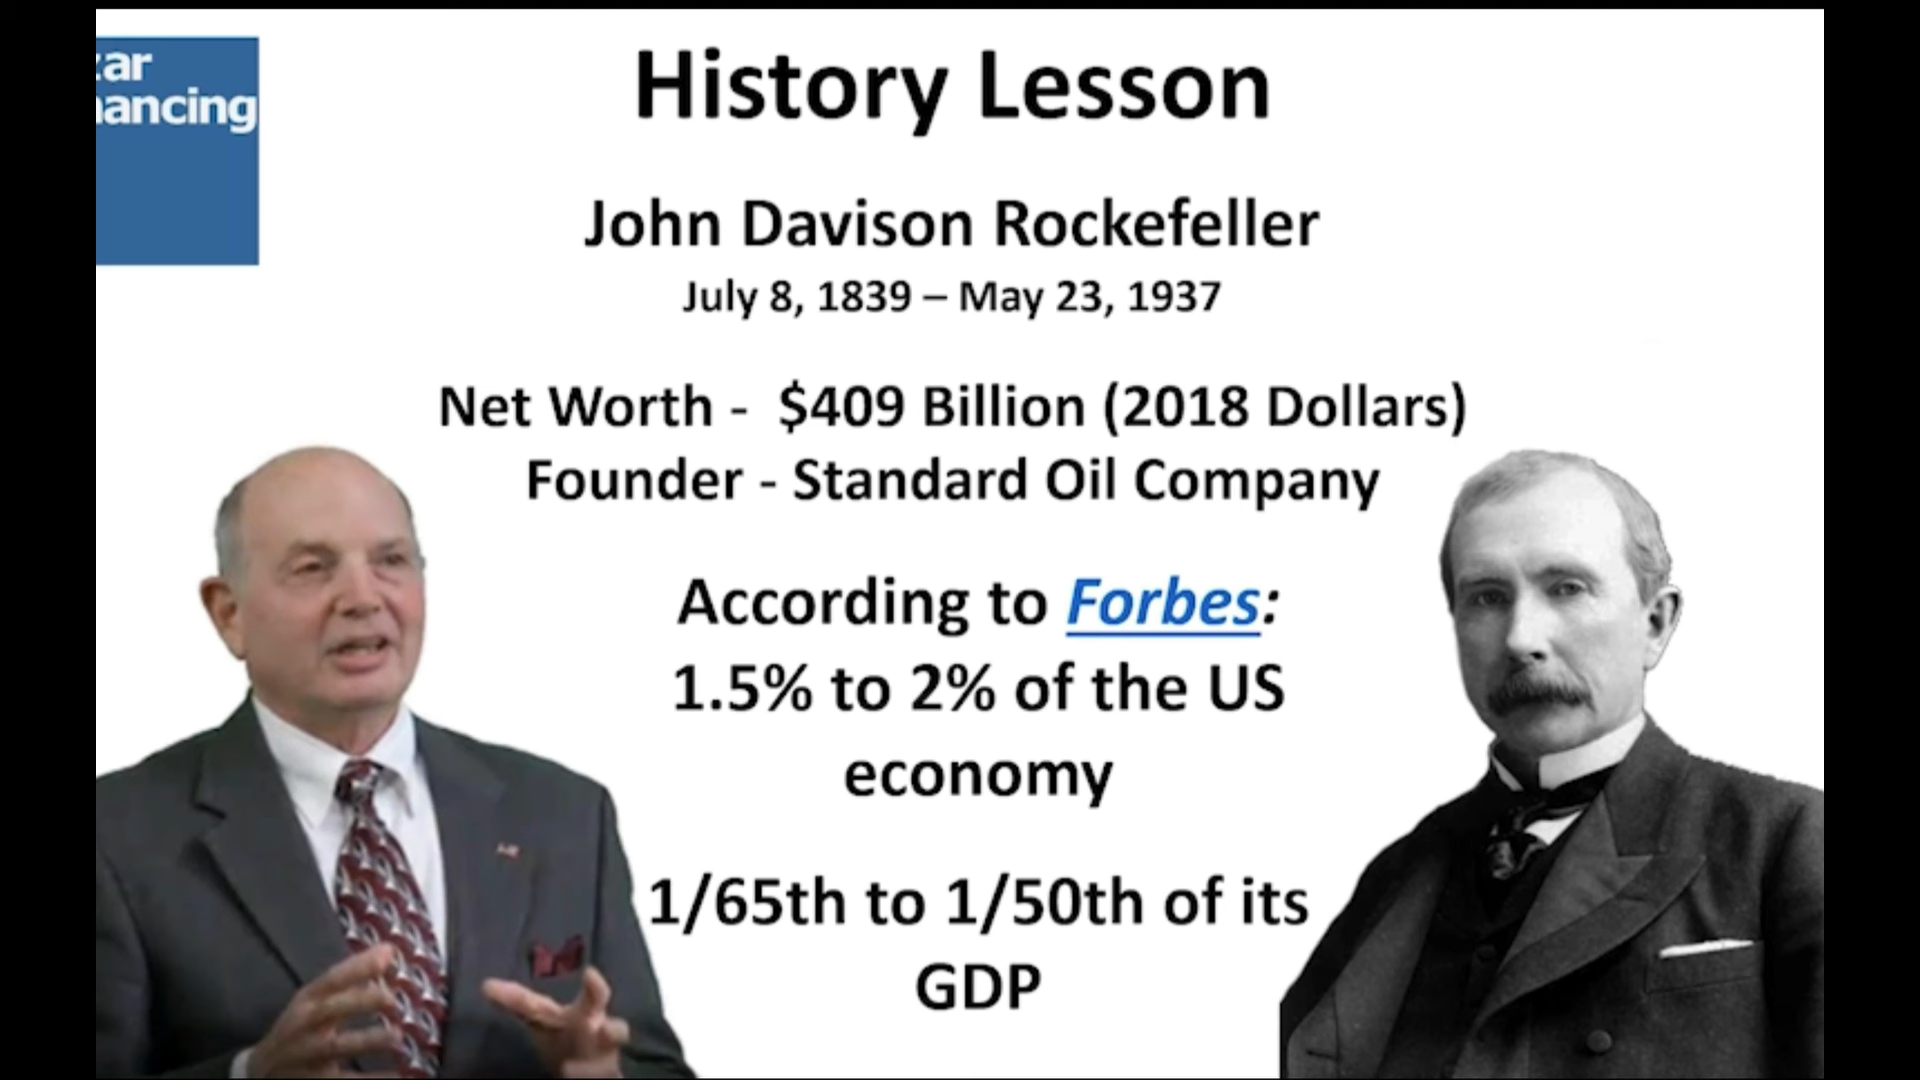 zar
nancing
History Lesson
John Davison Rockefeller
July 8, 1839 – May 23, 1937
Net Worth - $409 Billion (2018 Dollars)
Founder - Standard Oil Company
According to Forbes:
1.5% to 2% of the US
economy
1/65th to 1/50th of its
GDP